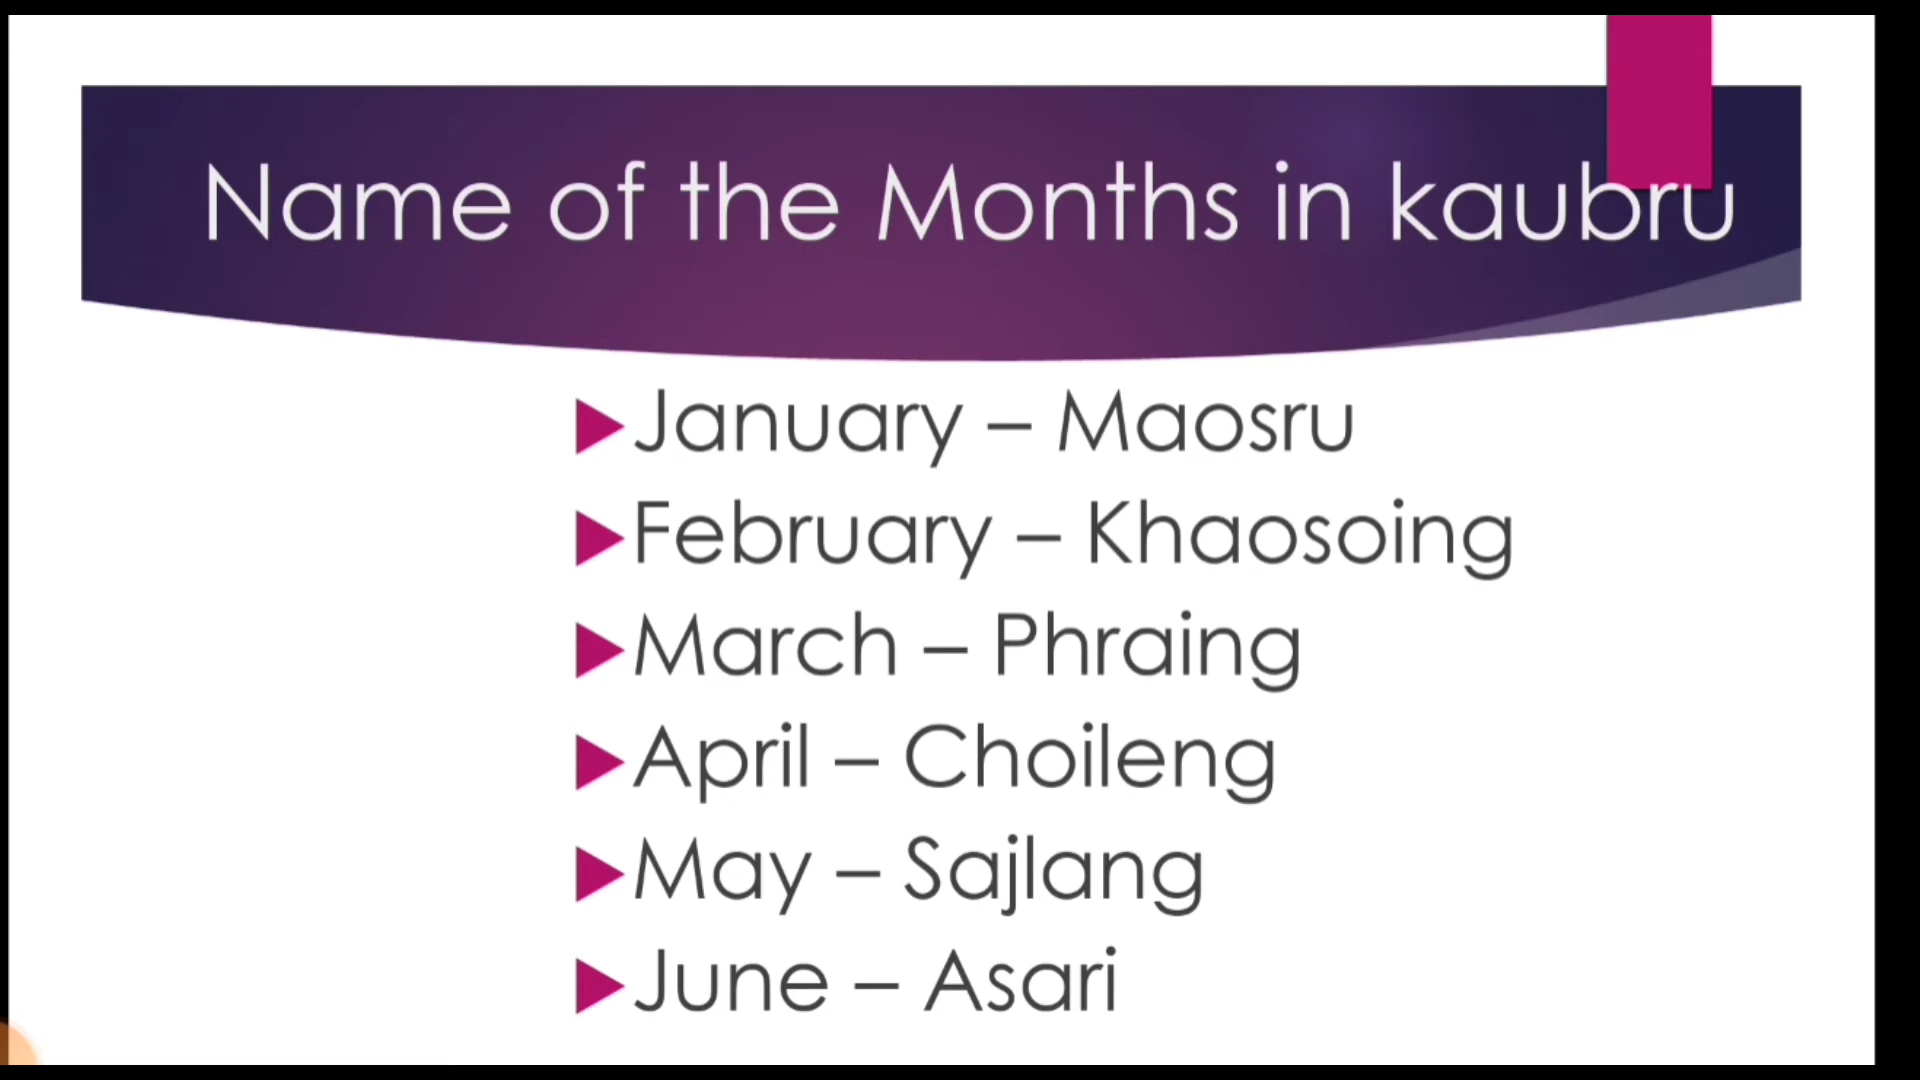 Name of the Months in kaubru
January – Maosru
February – Khaosoing
March – Phraing
April – Choileng
May – Sajlang
June – Asari